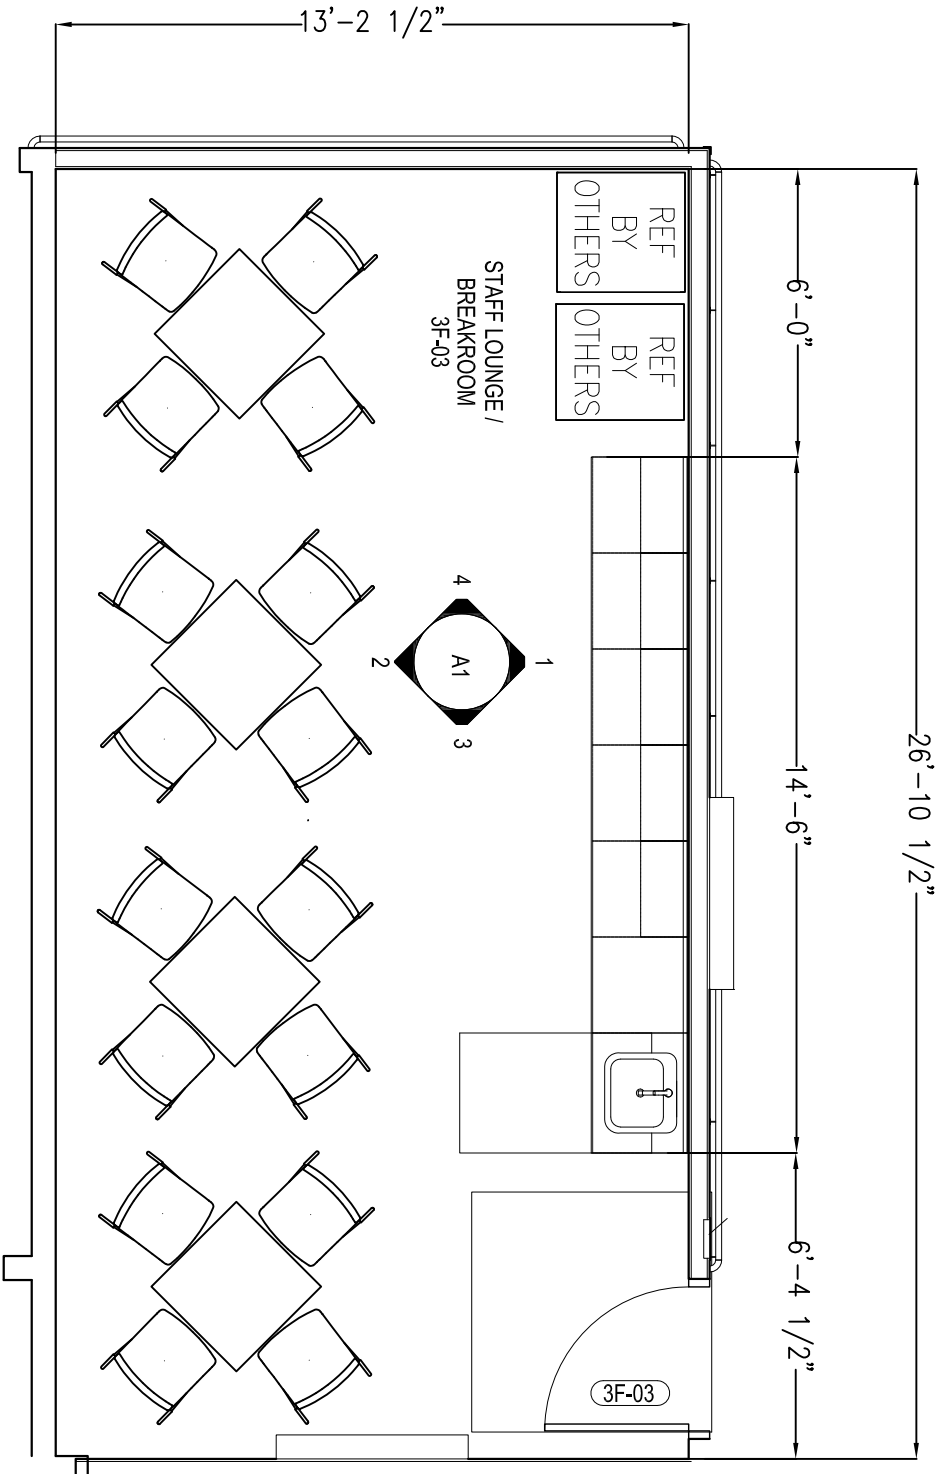 13'-2 1/2"
REF
BY
OTHERS
REF
BY
OTHERS
STAFF LOUNGE /
BREAKROOM
3F-03
6'-0"
14'-6"
26'-10 1/2"
6'-4 1/2"
4
1
A1
2
3
3F-03